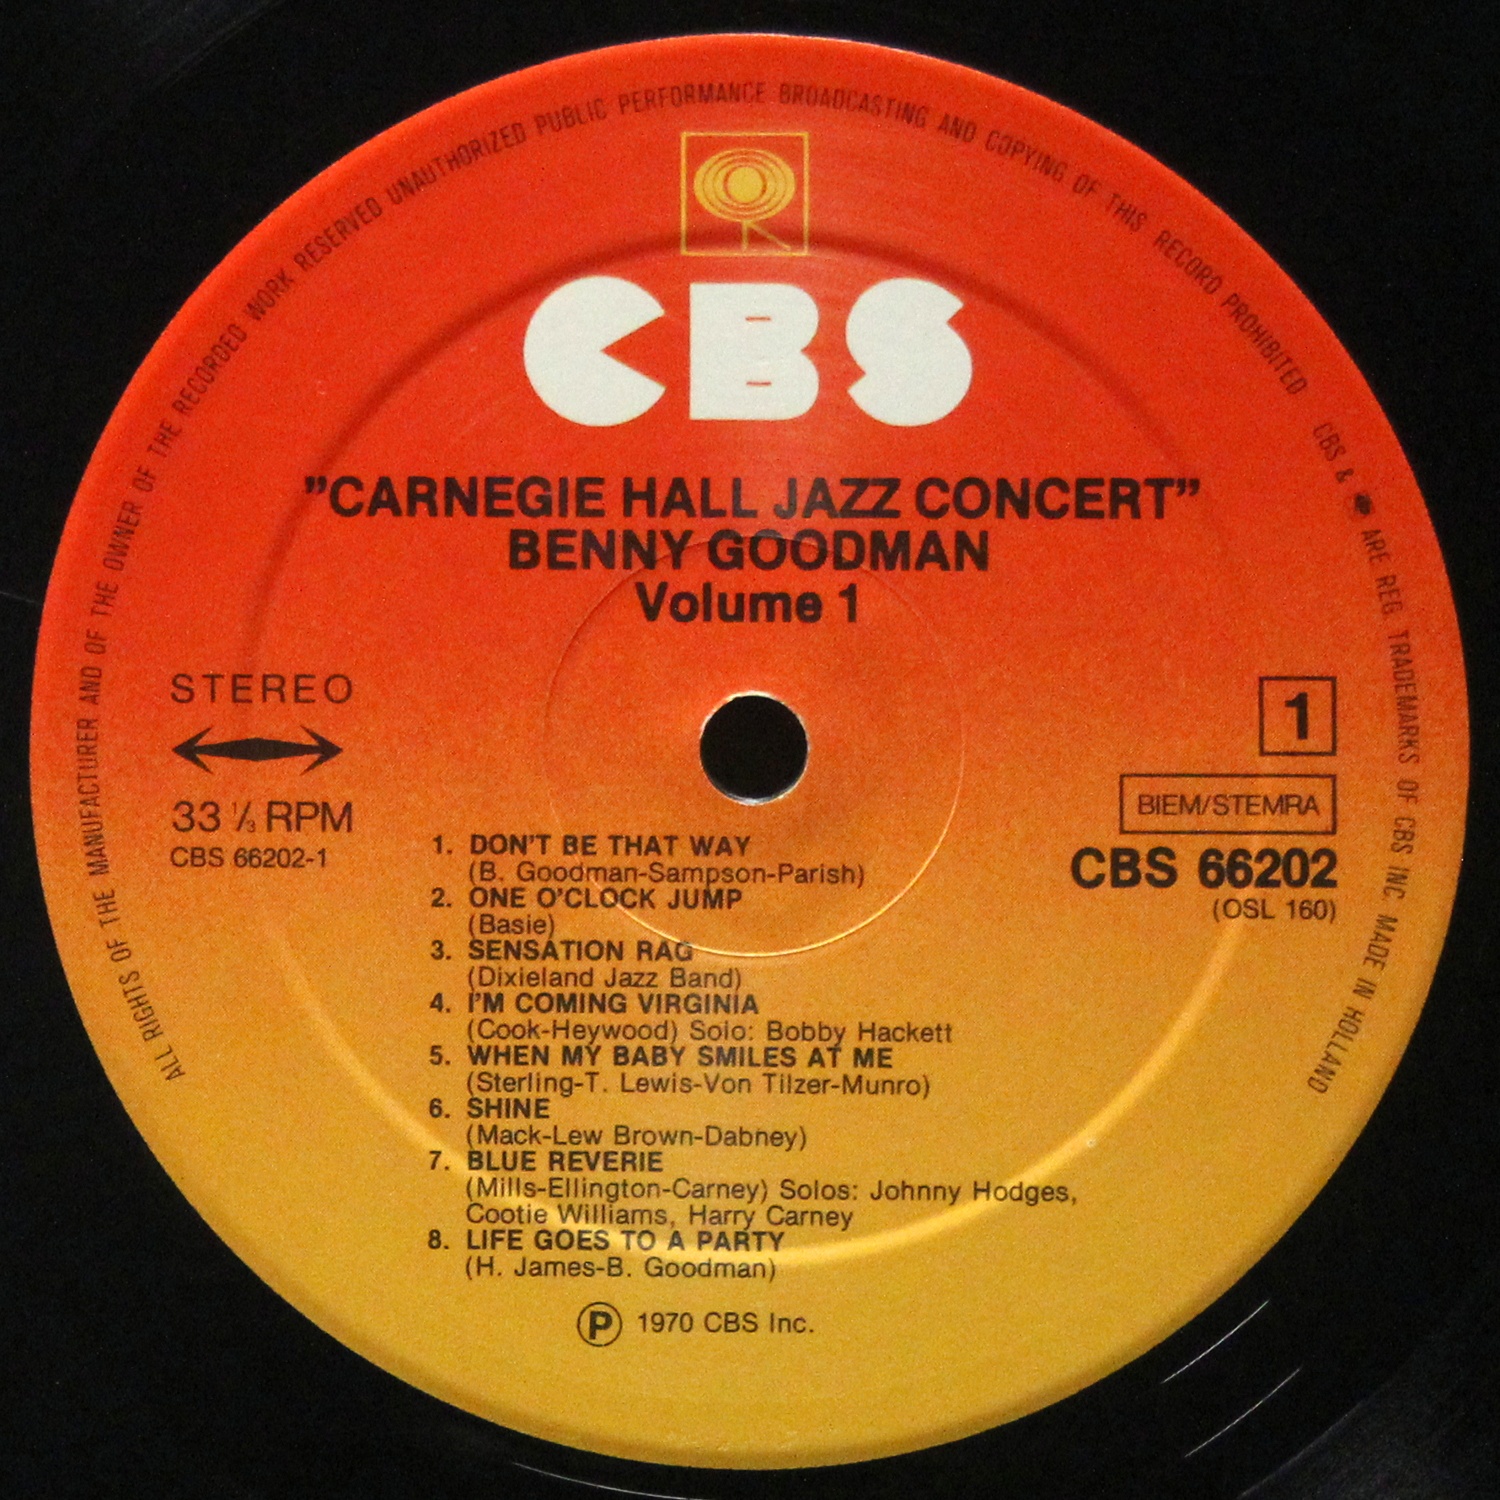 ALL RIGHTS OF THE MANUFACTURER AND OF THE OWNER OF THE RECORDED WORK RESERVED UNAUTHORIZED PUBLIC PERFORMANCE BROADCASTING AND COPYING OF THIS RECORD PROHIBITED CBS & ARE REG. TRADEMARKS OF CBS INC. MADE IN HOLLAND
CBS
"CARNEGIE HALL JAZZ CONCERT"
BENNY GOODMAN
Volume 1
STEREO
33 1/3 RPM
CBS 66202-1
1
BIEM/STEMRA
CBS 66202
(OSL 160)
1. DON'T BE THAT WAY
(B. Goodman-Sampson-Parish)
2. ONE O'CLOCK JUMP
(Basie)
3. SENSATION RAG
(Dixieland Jazz Band)
4. I'M COMING VIRGINIA
(Cook-Heywood) Solo: Bobby Hackett
5. WHEN MY BABY SMILES AT ME
(Sterling-T. Lewis-Von Tilzer-Munro)
6. SHINE
(Mack-Lew Brown-Dabney)
7. BLUE REVERIE
(Mills-Ellington-Carney) Solos: Johnny Hodges,
Cootie Williams, Harry Carney
8. LIFE GOES TO A PARTY
(H. James-B. Goodman)
Ⓟ 1970 CBS Inc.